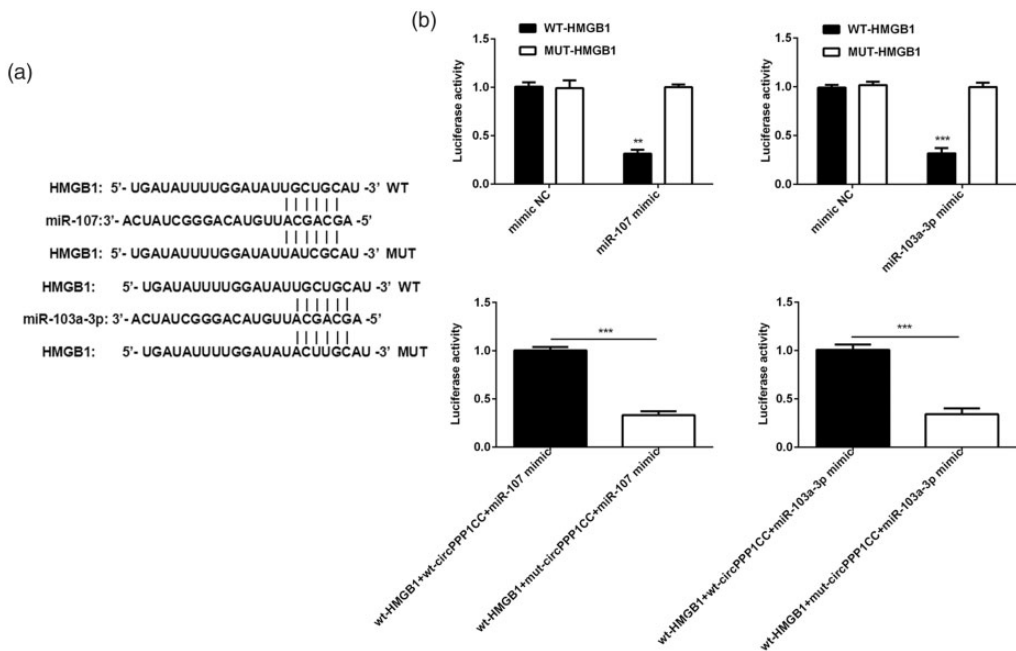 (a)
HMGB1: 5'- UGAUAUUUUGGAUAUUGCUGCAU -3' WT
miR-107:3'- ACUAUCGGGACAUGUUACGACGA -5'
HMGB1: 5'- UGAUAUUUUGGAUAUUAUCGCAU -3' MUT
HMGB1: 5'- UGAUAUUUUGGAUAUUGCUGCAU -3' WT
miR-103a-3p: 3'- ACUAUCGGGACAUGUUACGACGA -5'
HMGB1: 5'- UGAUAUUUUGGAUAUACUUGCAU -3' MUT
(b)
WT-HMGB1
MUT-HMGB1
Luciferase activity
1.5
1.0
0.5
0.0
**
mimic NC
miR-107 mimic
WT-HMGB1
MUT-HMGB1
Luciferase activity
1.5
1.0
0.5
0.0
***
mimic NC
miR-103a-3p mimic
Luciferase activity
1.5
1.0
0.5
0.0
***
wt-HMGB1+wt-circPPP1CC+miR-107 mimic
wt-HMGB1+mut-circPPP1CC+miR-107 mimic
Luciferase activity
1.5
1.0
0.5
0.0
***
wt-HMGB1+wt-circPPP1CC+miR-103a-3p mimic
wt-HMGB1+mut-circPPP1CC+miR-103a-3p mimic